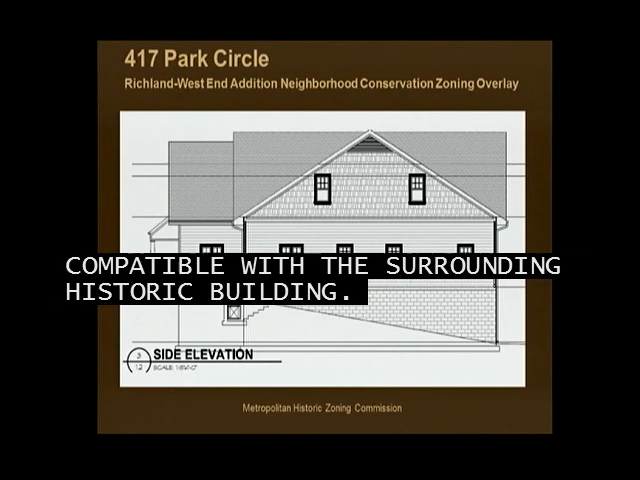 417 Park Circle
Richland-West End Addition Neighborhood Conservation Zoning Overlay
COMPATIBLE WITH THE SURROUNDING
HISTORIC BUILDING.
SIDE ELEVATION
Metropolitan Historic Zoning Commission